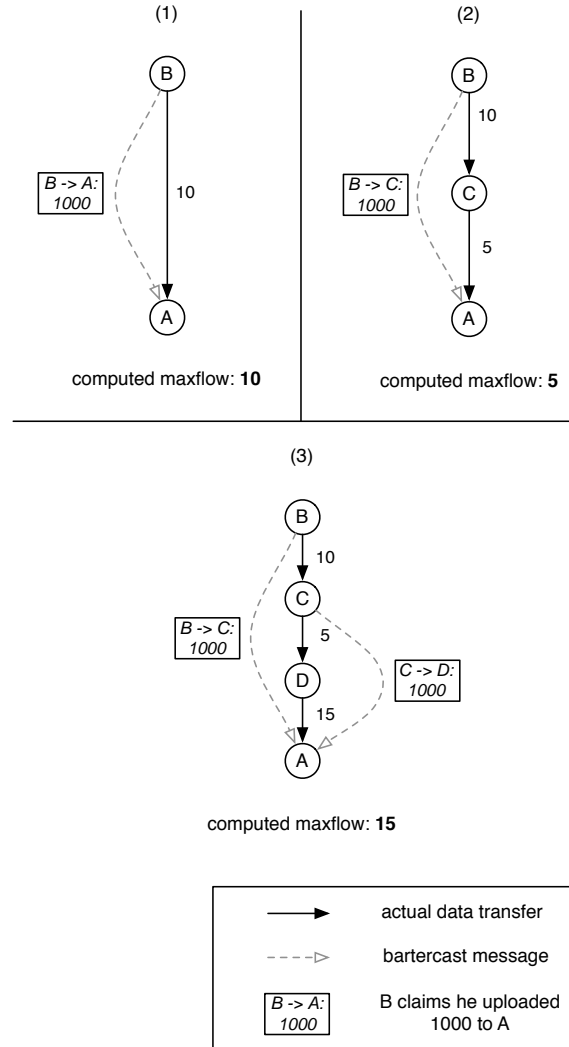 (1)
B
B -> A:
1000
10
A
computed maxflow: 10
(2)
B
10
B -> C:
1000
C
5
A
computed maxflow: 5
(3)
B
10
C
B -> C:
1000
5
C -> D:
1000
D
15
A
computed maxflow: 15
actual data transfer
bartercast message
B -> A:
1000
B claims he uploaded
1000 to A